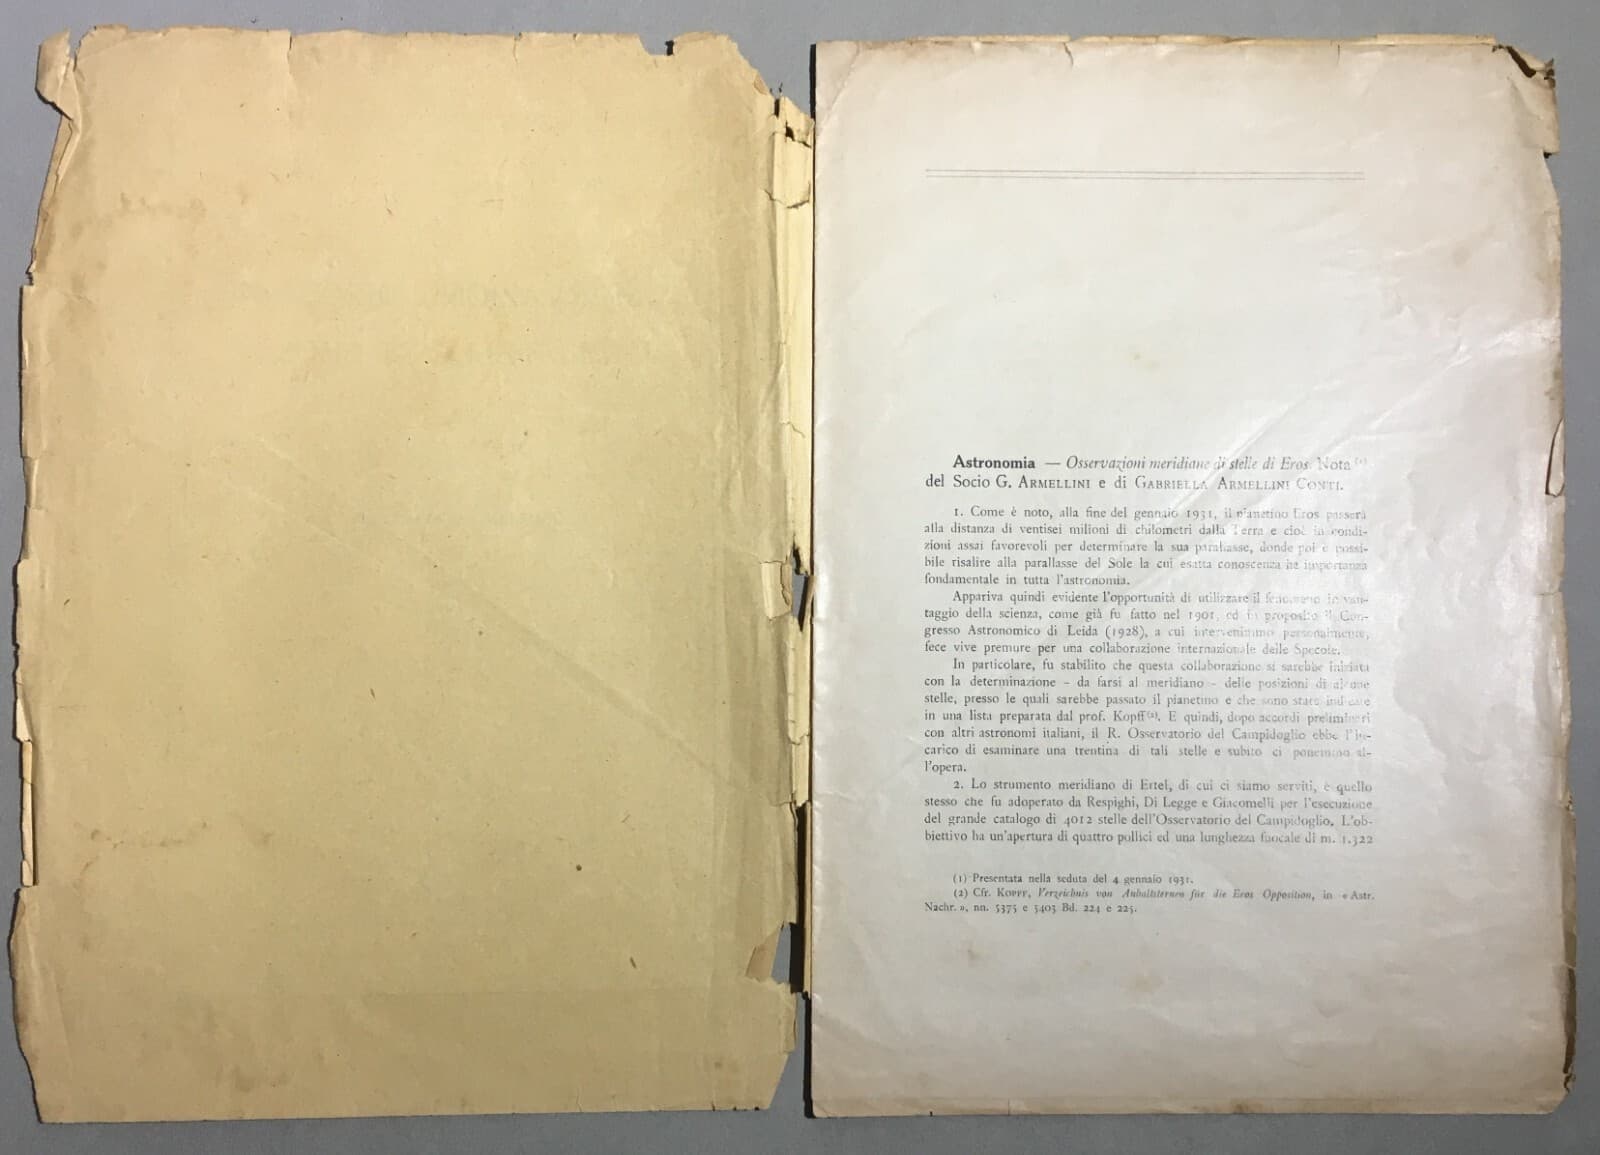 Astronomia — Osservazioni meridiane di stelle di Eros. Nota (1)
del Socio G. ARMELLINI e di GABRIELLA ARMELLINI CONTI.
1. Come è noto, alla fine del gennaio 1931, il pianetino Eros passerà
alla distanza di ventisei milioni di chilometri dalla Terra e cioè in condi-
zioni assai favorevoli per determinare la sua parallasse, donde poi è possi-
bile risalire alla parallasse del Sole la cui esatta conoscenza ha importanza
fondamentale in tutta l'astronomia.
Appariva quindi evidente l'opportunità di utilizzare il fenomeno in van-
taggio della scienza, come già fu fatto nel 1901, ed in proposito il Con-
gresso Astronomico di Leida (1928), a cui intervenimmo personalmente,
fece vive premure per una collaborazione internazionale delle Specole.
In particolare, fu stabilito che questa collaborazione si sarebbe iniziata
con la determinazione – da farsi al meridiano – delle posizioni di alcune
stelle, presso le quali sarebbe passato il pianetino e che sono state indicate
in una lista preparata dal prof. Kopff (2). E quindi, dopo accordi preliminari
con altri astronomi italiani, il R. Osservatorio del Campidoglio ebbe l'in-
carico di esaminare una trentina di tali stelle e subito ci ponemmo al-
l'opera.
2. Lo strumento meridiano di Ertel, di cui ci siamo serviti, è quello
stesso che fu adoperato da Respighi, Di Legge e Giacomelli per l'esecuzione
del grande catalogo di 4012 stelle dell'Osservatorio del Campidoglio. L'ob-
biettivo ha un'apertura di quattro pollici ed una lunghezza fuocale di m. 1.322
(1) Presentata nella seduta del 4 gennaio 1931.
(2) Cfr. KOPFF, Verzeichnis von Anhaltsternen für die Eros Opposition, in « Astr.
Nachr. », nn. 5375 e 5403 Bd. 224 e 225.